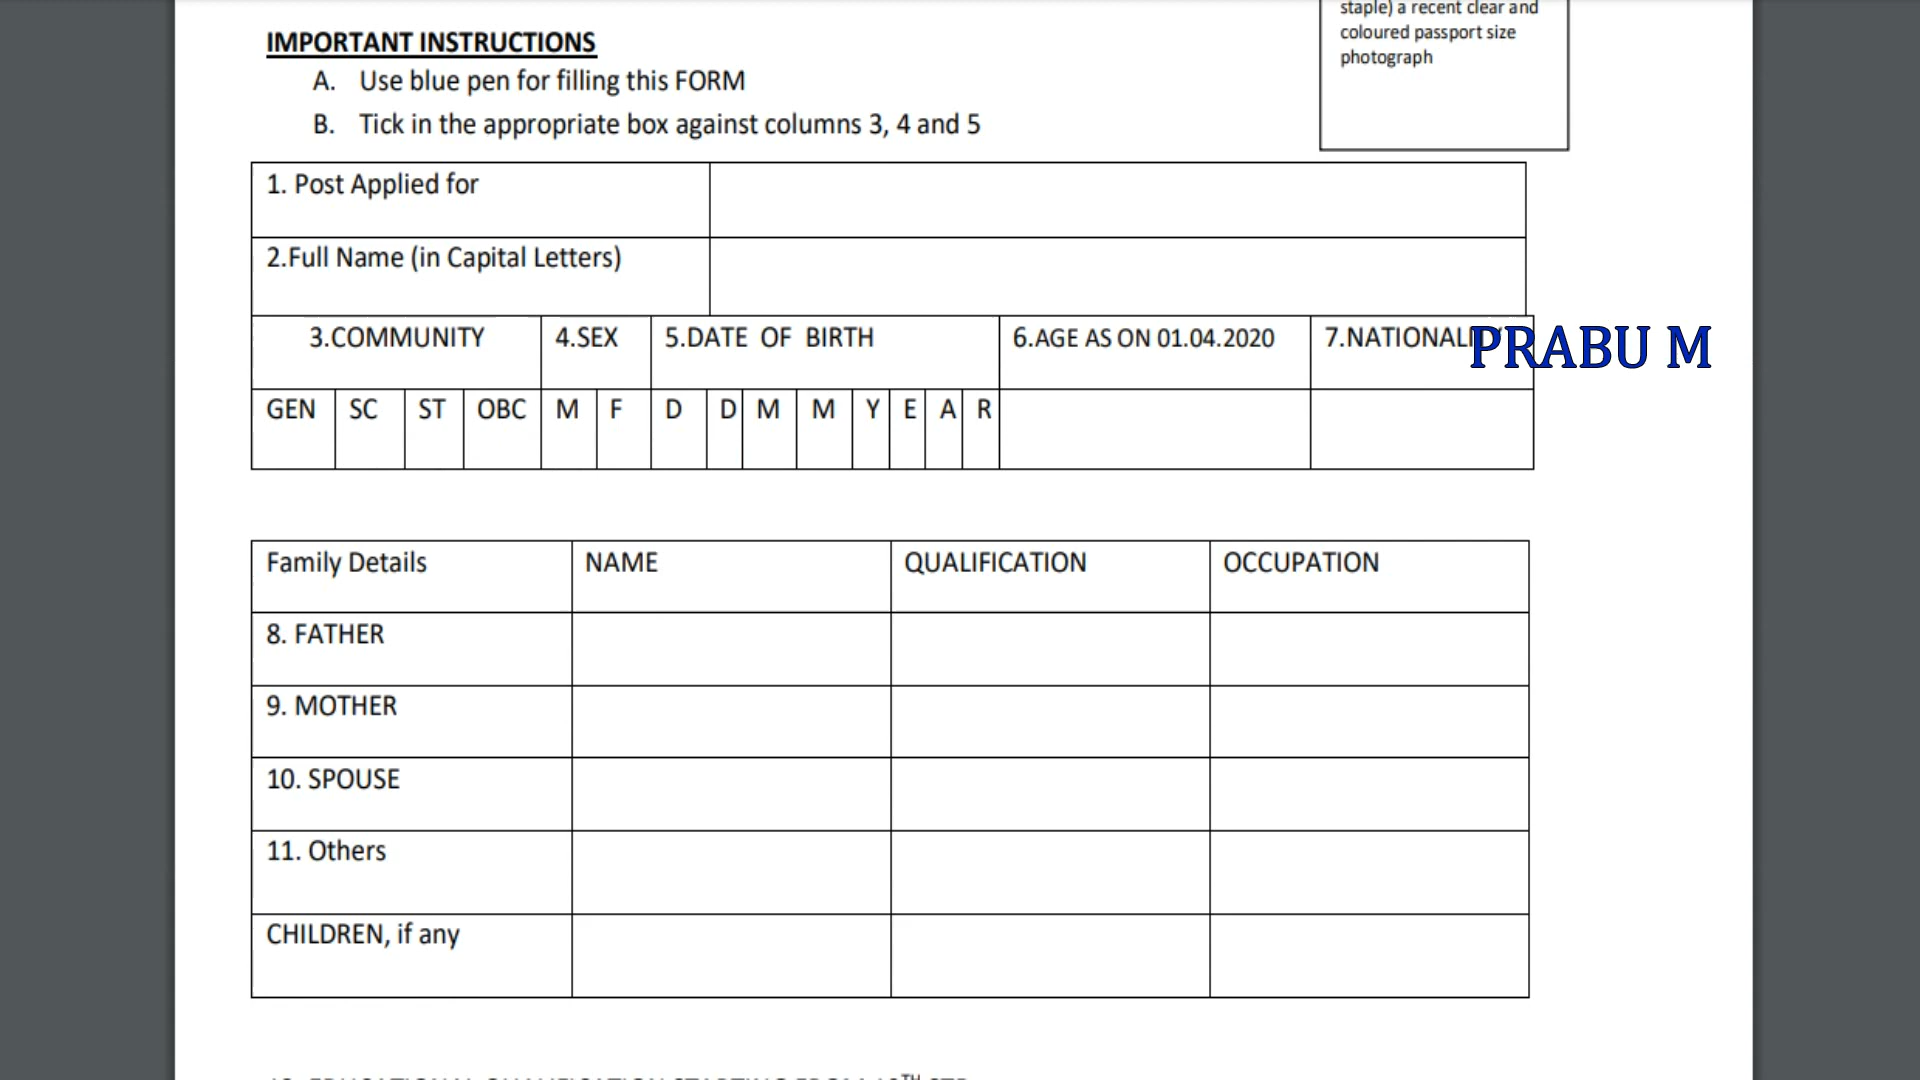 staple) a recent clear and
coloured passport size
photograph
IMPORTANT INSTRUCTIONS
A. Use blue pen for filling this FORM
B. Tick in the appropriate box against columns 3, 4 and 5
1. Post Applied for
2.Full Name (in Capital Letters)
3.COMMUNITY 4.SEX 5.DATE OF BIRTH 6.AGE AS ON 01.04.2020
PRABU M
GEN SC ST OBC M F D D M M Y E A R
Family Details NAME QUALIFICATION OCCUPATION
8. FATHER
9. MOTHER
10. SPOUSE
11. Others
CHILDREN, if any